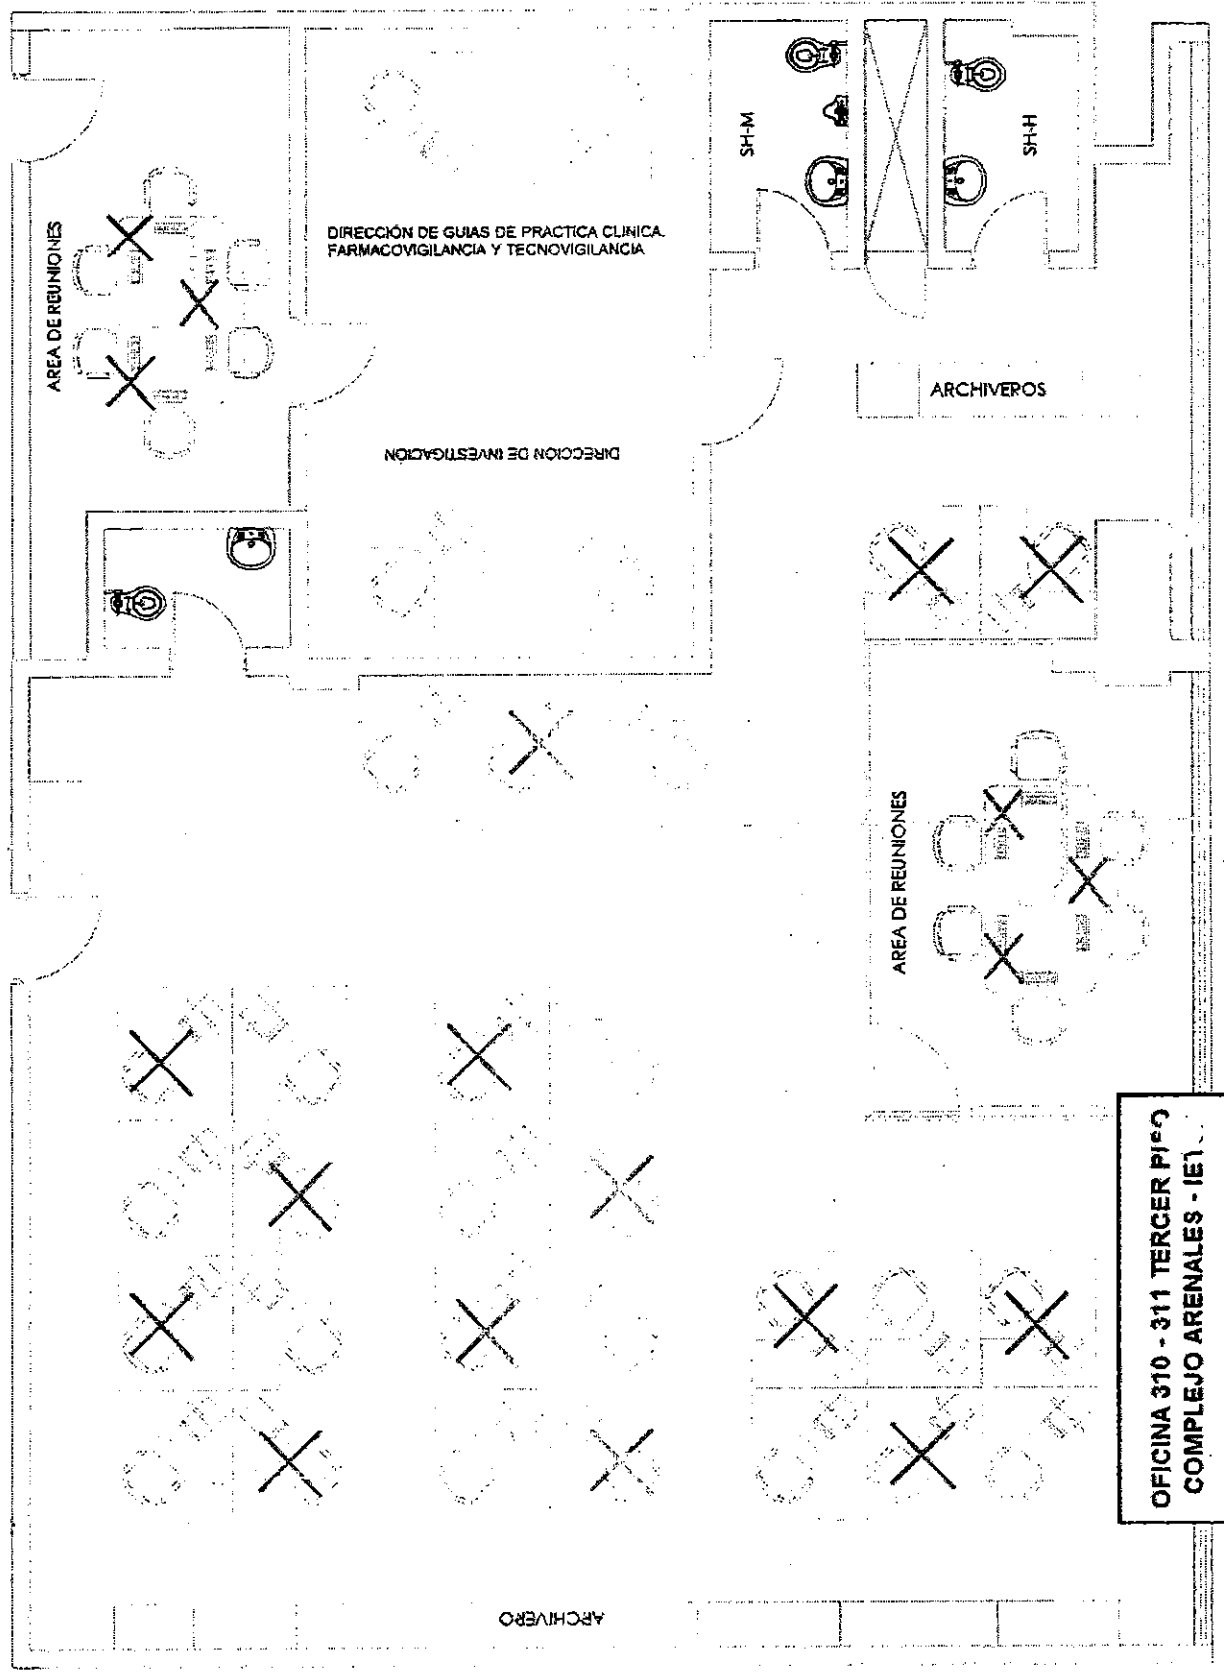 SH-M
SH-H
AREA DE REUNIONES
DIRECCIÓN DE GUIAS DE PRACTICA CLINICA.
FARMACOVIGILANCIA Y TECNOVIGILANCIA
ARCHIVEROS
DIRECCION DE INVESTIGACION
AREA DE REUNIONES
OFICINA 310 - 311 TERCER
COMPLEJO ARENALES -
ARCHIVERO